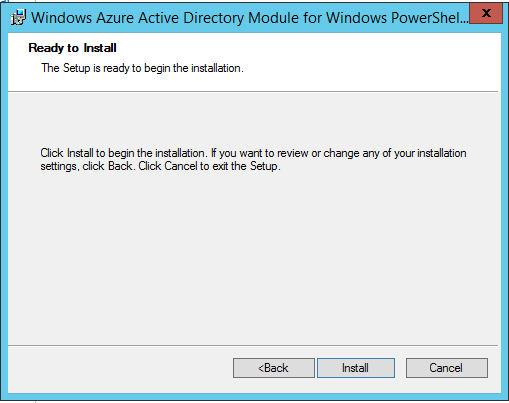 Windows Azure Active Directory Module for Windows PowerShel...
x
Ready to Install
The Setup is ready to begin the installation.
Click Install to begin the installation. If you want to review or change any of your installation
settings, click Back. Click Cancel to exit the Setup.
<Back
Install
Cancel